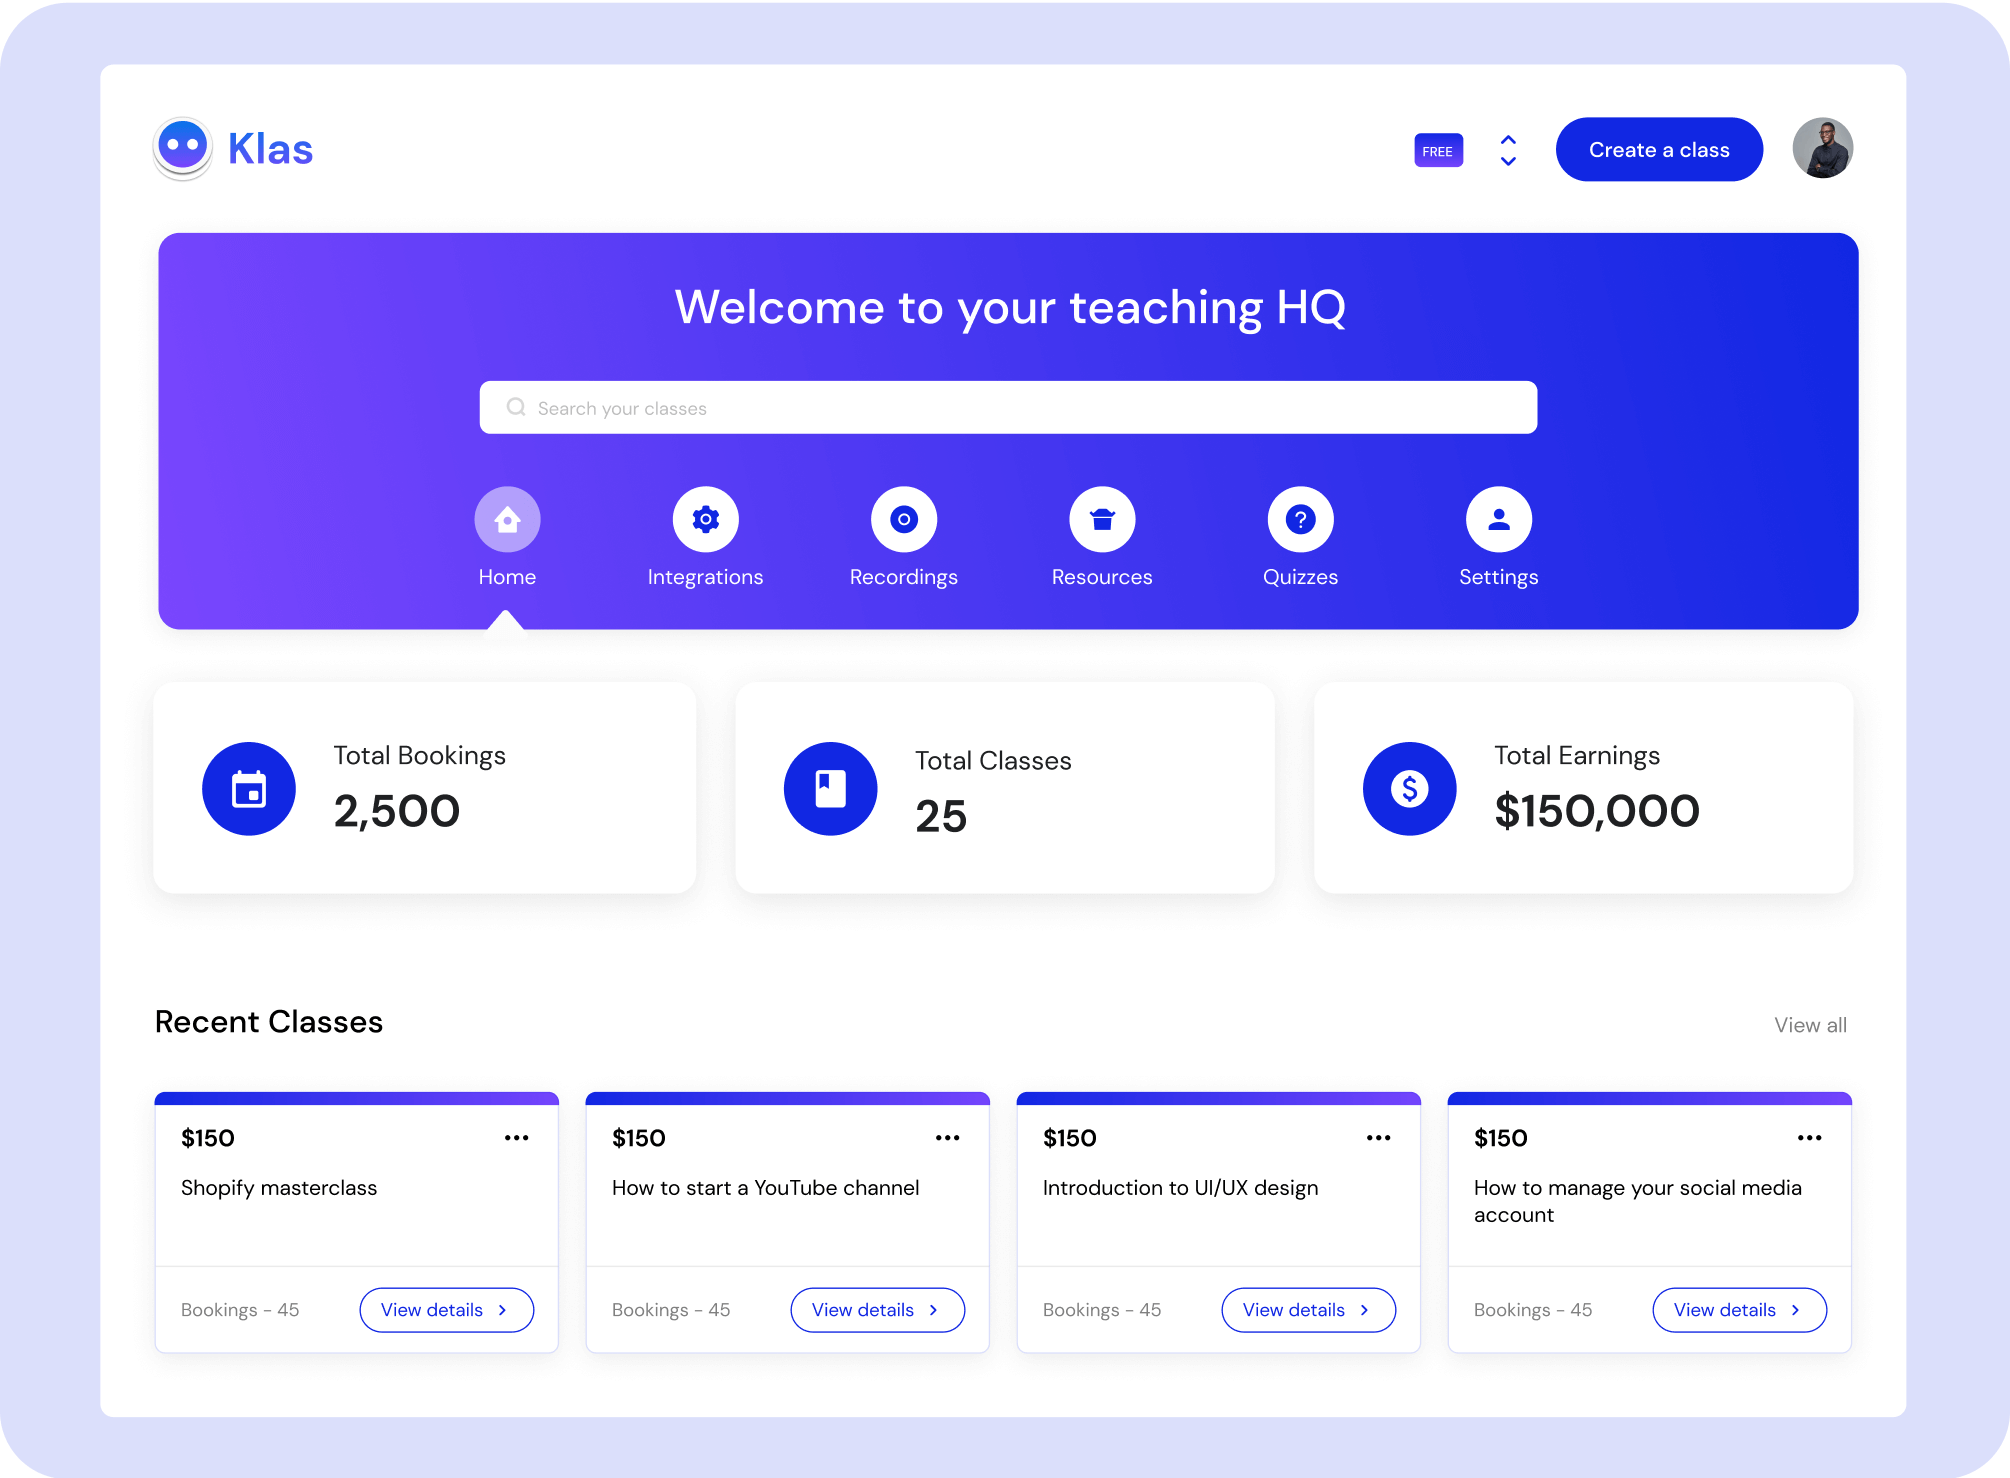 Klas
FREE
Create a class
Welcome to your teaching HQ
Search your classes
Home
Integrations
Recordings
Resources
Quizzes
Settings
Total Bookings
2,500
Total Classes
25
Total Earnings
$150,000
Recent Classes
View all
$150
Shopify masterclass
Bookings - 45
View details
$150
How to start a YouTube channel
Bookings - 45
View details
$150
Introduction to UI/UX design
Bookings - 45
View details
$150
How to manage your social media
account
Bookings - 45
View details